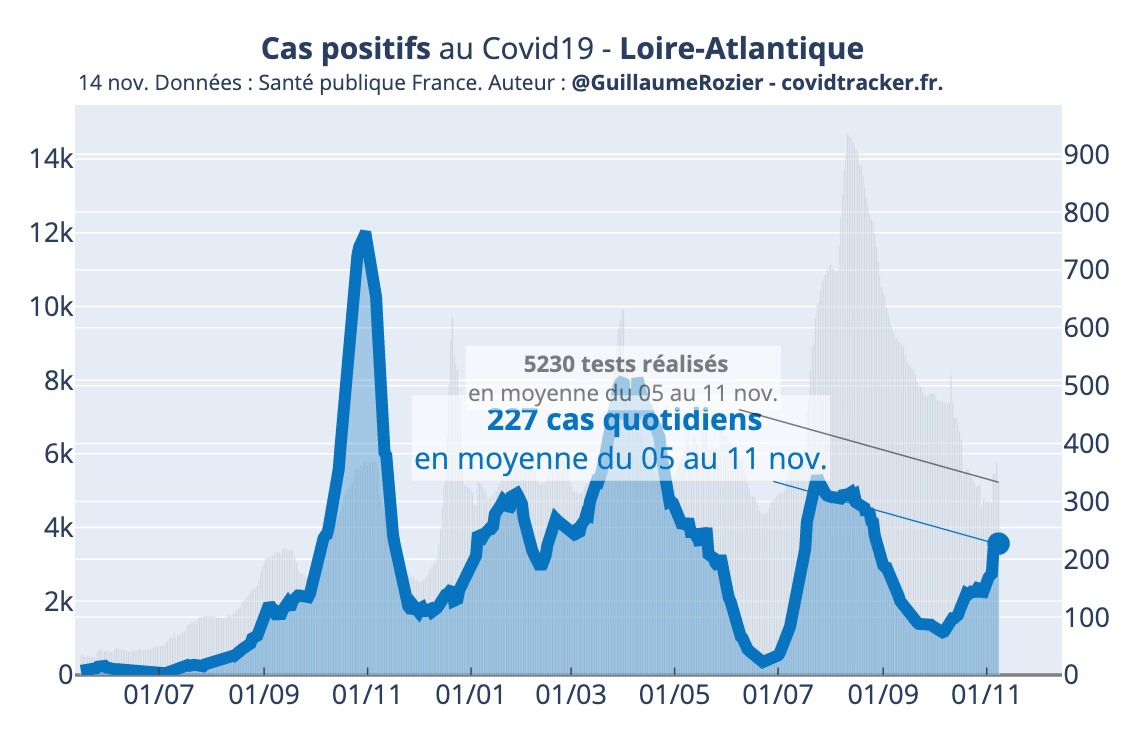 Cas positifs au Covid19 - Loire-Atlantique
14 nov. Données : Santé publique France. Auteur : @GuillaumeRozier - covidtracker.fr.
14k
12k
10k
8k
6k
4k
2k
0
900
800
700
600
500
400
300
200
100
0
5230 tests réalisés
en moyenne du 05 au 11 nov.
227 cas quotidiens
en moyenne du 05 au 11 nov.
01/07 01/09 01/11 01/01 01/03 01/05 01/07 01/09 01/11